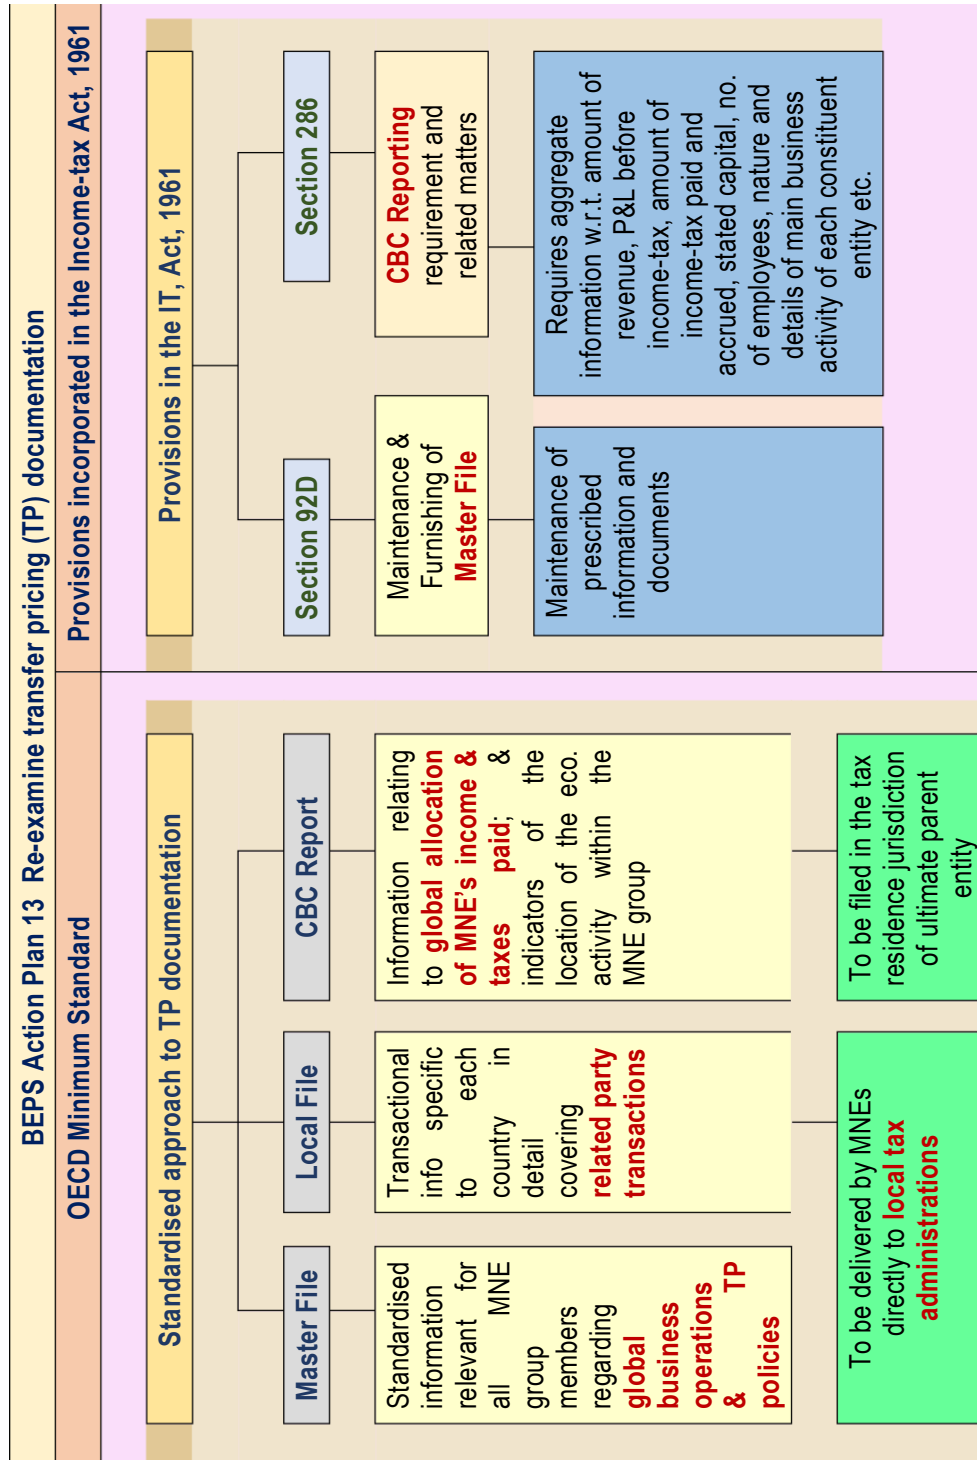 BEPS Action Plan 13 Re-examine transfer pricing (TP) documentation
OECD Minimum Standard
Provisions incorporated in the Income-tax Act, 1961
Standardised approach to TP documentation
Master File
Local File
CBC Report
Standardised
information
relevant for
all MNE
group
members
regarding
global
business
operations
& TP
policies
Transactional
info specific
to each
country in
detail
covering
related party
transactions
Information relating
to global allocation
of MNE's income &
taxes paid; &
indicators of the
location of the eco.
activity within the
MNE group
To be delivered by MNEs
directly to local tax
administrations
To be filed in the tax
residence jurisdiction
of ultimate parent
entity
Provisions in the IT, Act, 1961
Section 92D
Section 286
Maintenance &
Furnishing of
Master File
CBC Reporting
requirement and
related matters
Maintenance of
prescribed
information and
documents
Requires aggregate
information w.r.t. amount of
revenue, P&L before
income-tax, amount of
income-tax paid and
accrued, stated capital, no.
of employees, nature and
details of main business
activity of each constituent
entity etc.